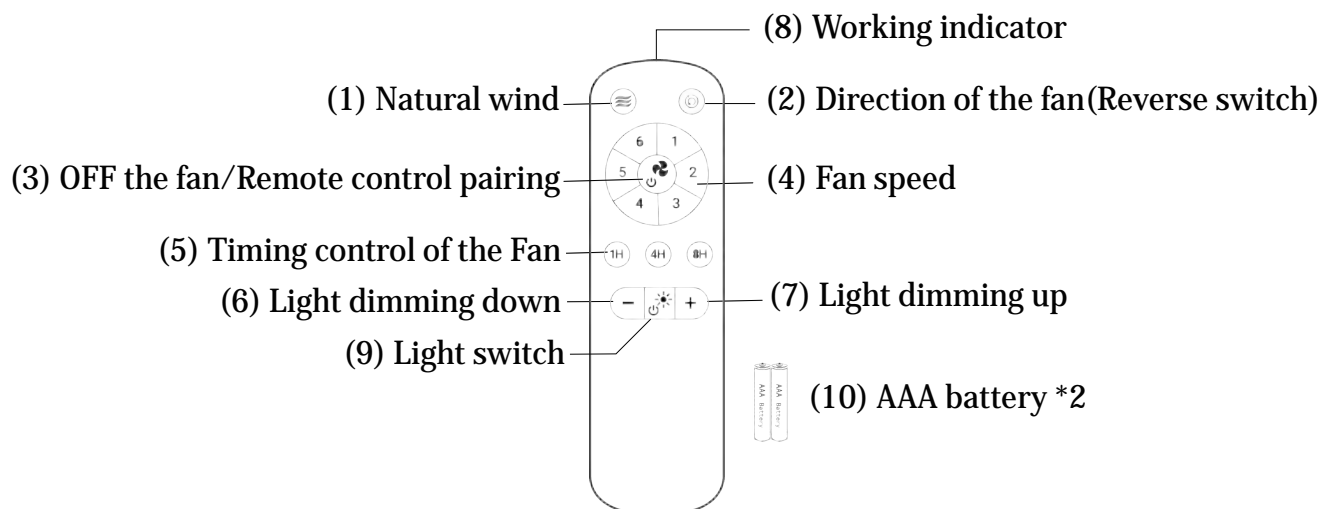 (8) Working indicator
(1) Natural wind
(2) Direction of the fan(Reverse switch)
6 1
5 2
4 3
(3) OFF the fan/Remote control pairing
(4) Fan speed
(5) Timing control of the Fan
1H 4H 8H
(6) Light dimming down
− +
(7) Light dimming up
(9) Light switch
AAA Battery
AAA Battery
(10) AAA battery *2